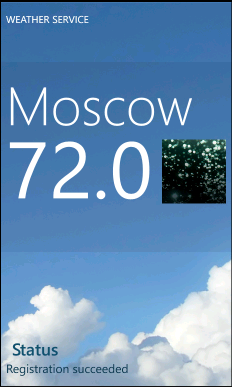 WEATHER SERVICE
Moscow
72.0
Status
Registration succeeded